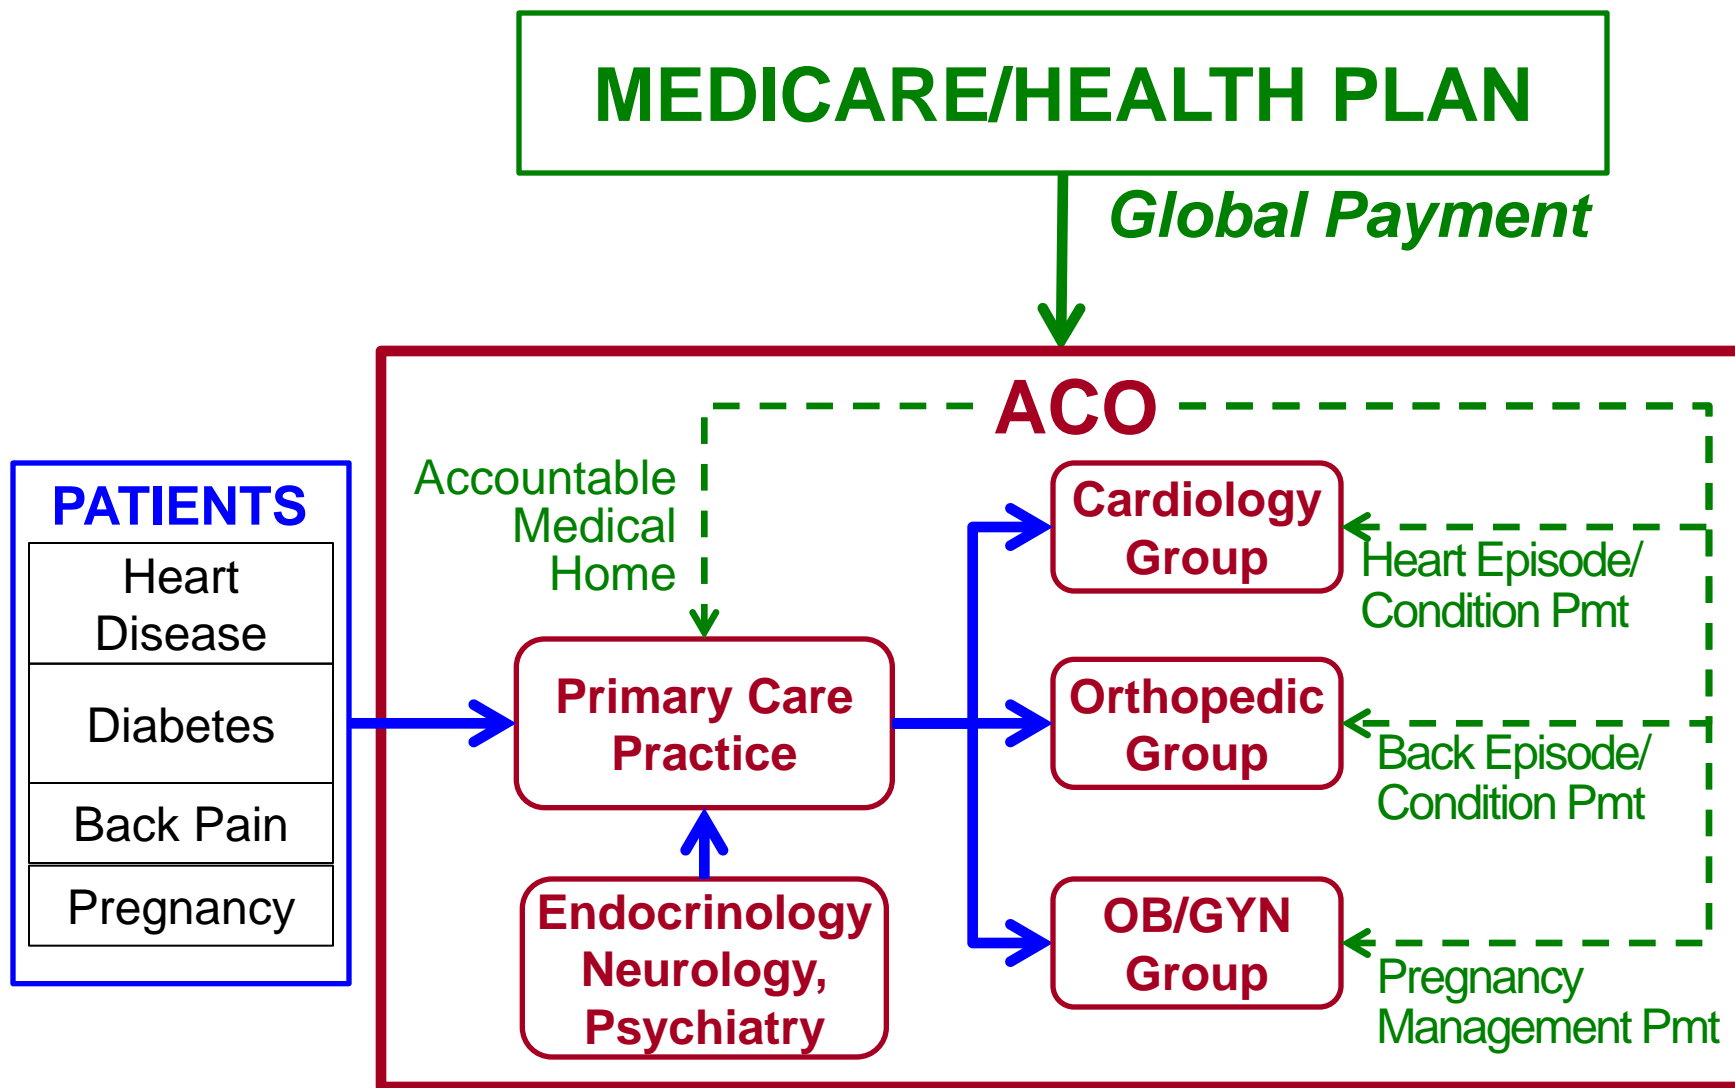 MEDICARE/HEALTH PLAN
Global Payment
ACO
PATIENTS
Heart
Disease
Diabetes
Back Pain
Pregnancy
Accountable
Medical
Home
Primary Care
Practice
Endocrinology
Neurology,
Psychiatry
Cardiology
Group
Heart Episode/
Condition Pmt
Orthopedic
Group
Back Episode/
Condition Pmt
OB/GYN
Group
Pregnancy
Management Pmt